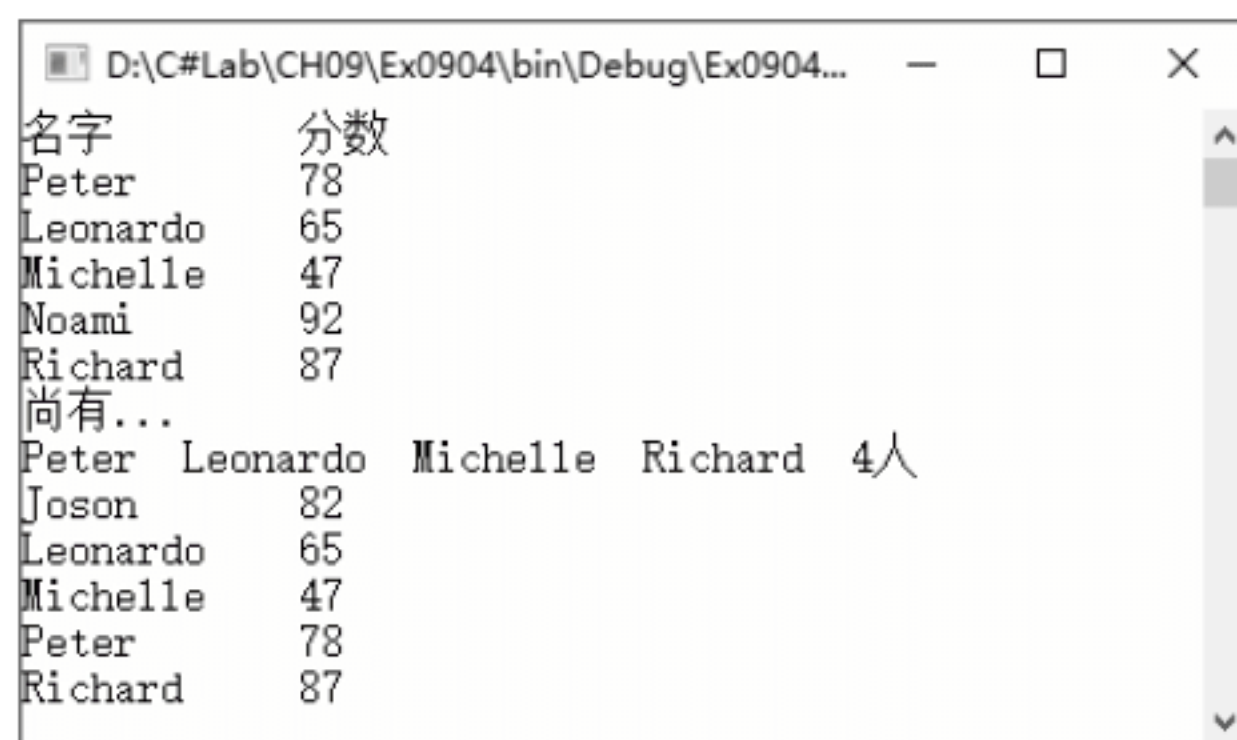 D:\C#Lab\CH09\Ex0904\bin\Debug\Ex0904...
名字 分数
Peter 78
Leonardo 65
Michelle 47
Noami 92
Richard 87
尚有...
Peter Leonardo Michelle Richard 4人
Joson 82
Leonardo 65
Michelle 47
Peter 78
Richard 87